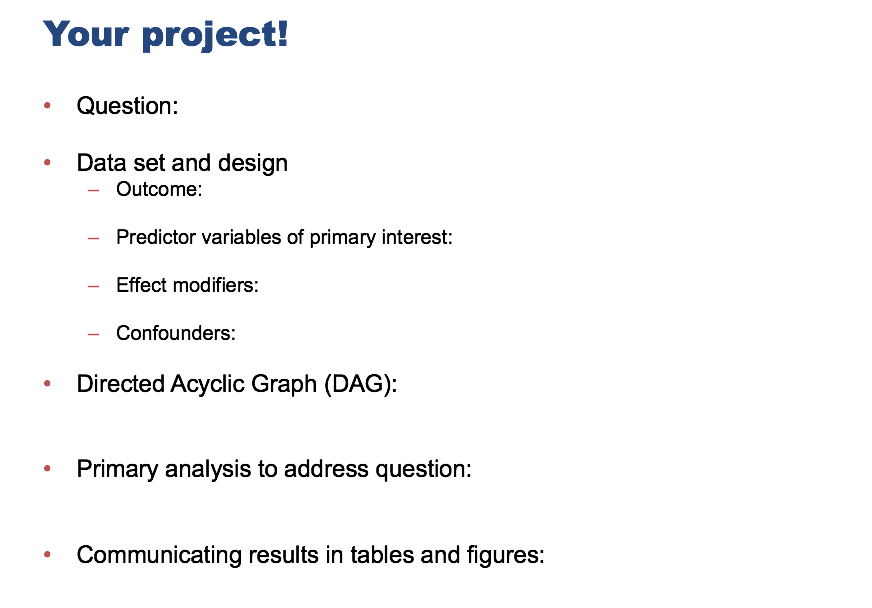 Your project!
• Question:
• Data set and design
– Outcome:
– Predictor variables of primary interest:
– Effect modifiers:
– Confounders:
• Directed Acyclic Graph (DAG):
• Primary analysis to address question:
• Communicating results in tables and figures: